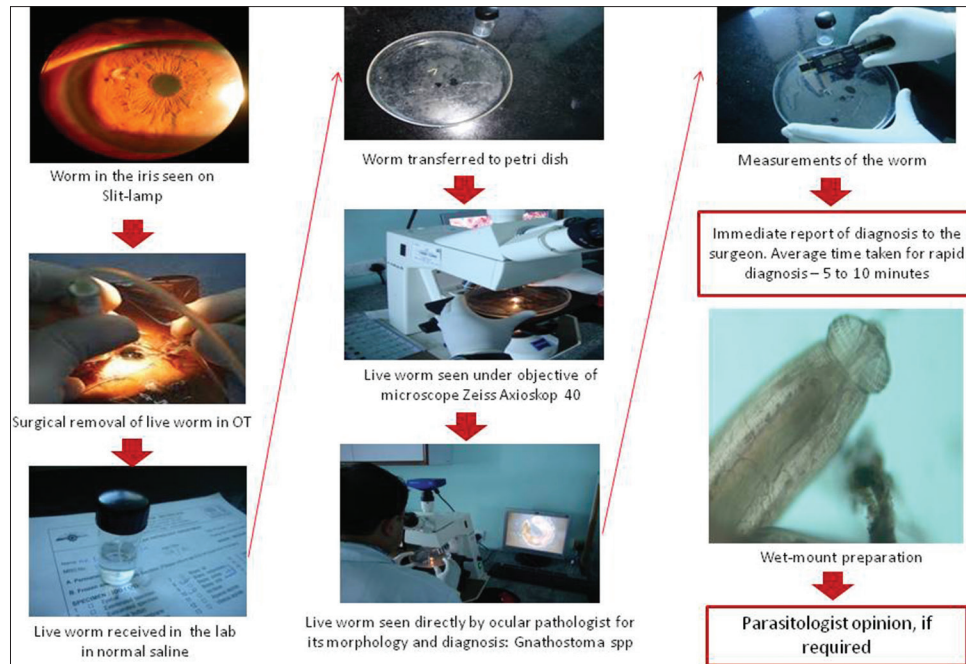 Worm in the iris seen on
Slit-lamp
Surgical removal of live worm in OT
Live worm received in the lab
in normal saline
Worm transferred to petri dish
Live worm seen under objective of
microscope Zeiss Axioskop 40
Live worm seen directly by ocular pathologist for
its morphology and diagnosis: Gnathostoma spp
Measurements of the worm
Immediate report of diagnosis to the
surgeon. Average time taken for rapid
diagnosis – 5 to 10 minutes
Wet-mount preparation
Parasitologist opinion, if
required